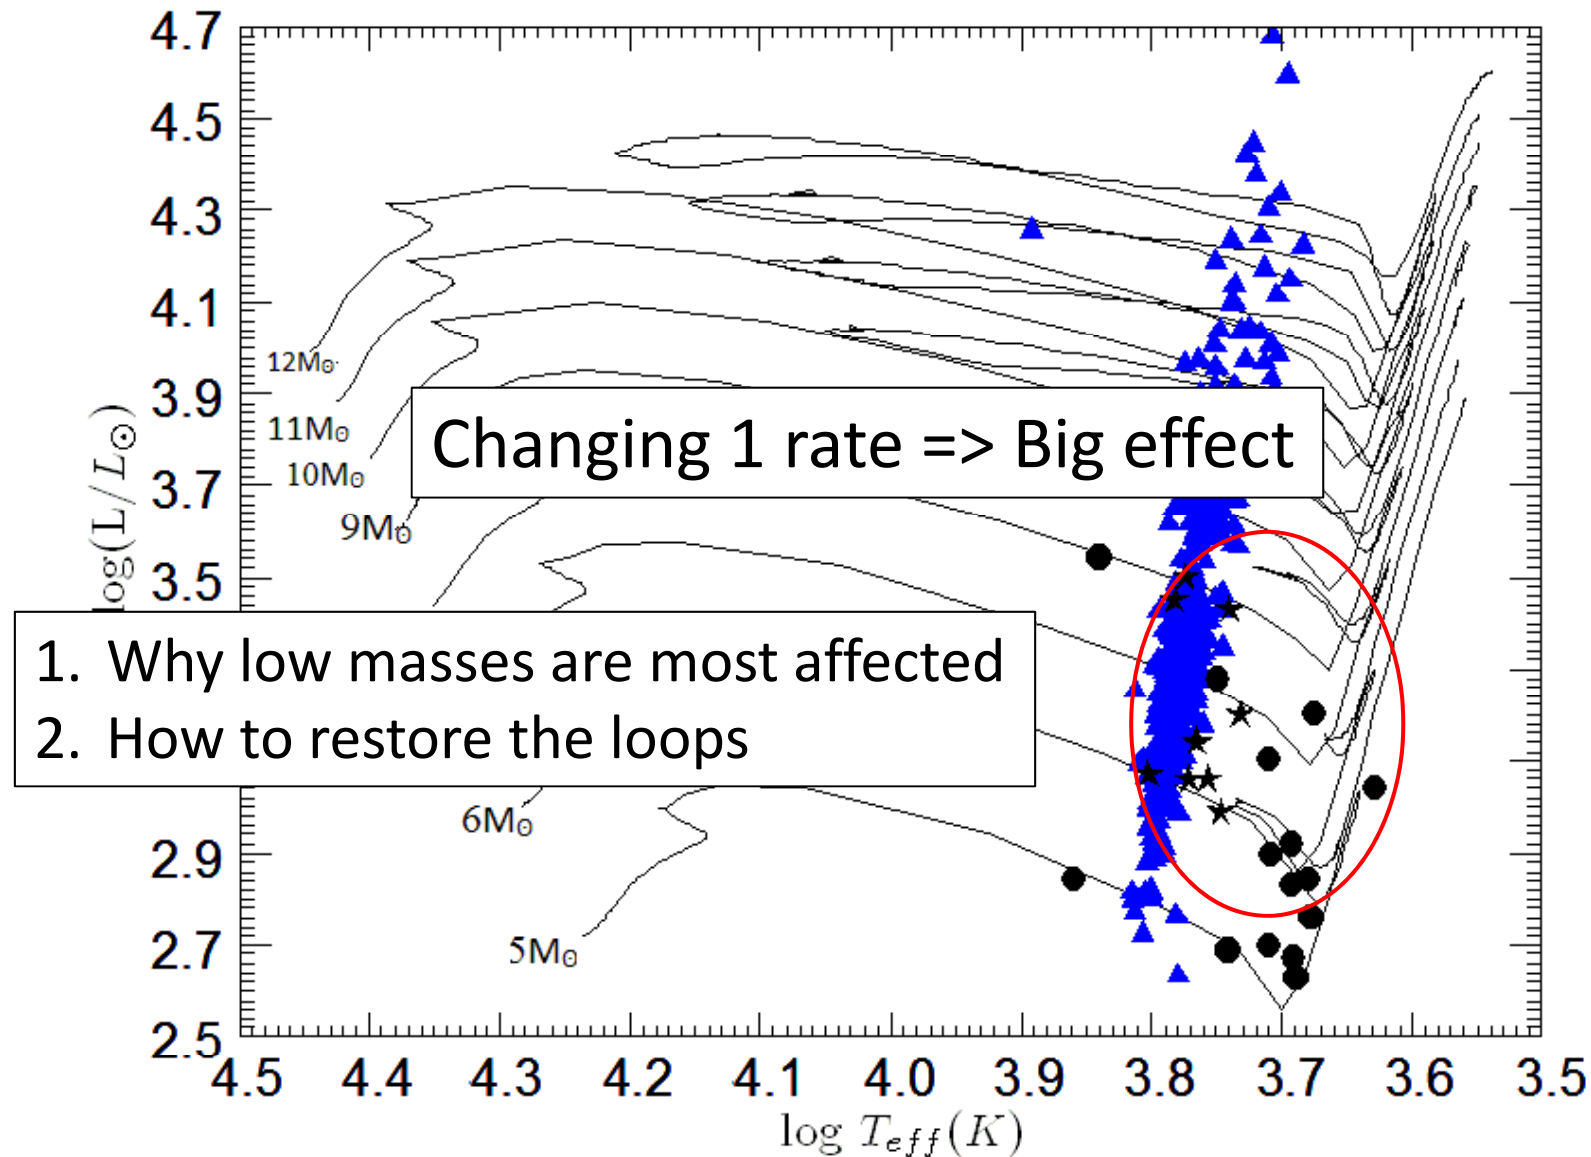 4.7
4.5
4.3
4.1
3.9
3.7
3.5
2.9
2.7
2.5
log(L/L⊙)
12M⊙
11M⊙
10M⊙
9M⊙
6M⊙
5M⊙
Changing 1 rate => Big effect
1. Why low masses are most affected
2. How to restore the loops
4.5 4.4 4.3 4.2 4.1 4.0 3.9 3.8 3.7 3.6 3.5
log T_eff(K)